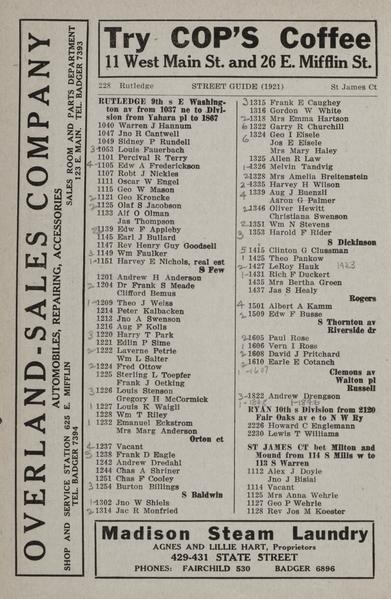 OVERLAND-SALES COMPANY
AUTOMOBILES, REPAIRING, ACCESSORIES
SALES ROOM AND PARTS DEPARTMENT
123 E. MAIN. TEL. BADGER 7393
SHOP AND SERVICE STATION 625 E. MIFFLIN
TEL. BADGER 7394
Try COP'S Coffee
11 West Main St. and 26 E. Mifflin St.
228 Rutledge STREET GUIDE (1921) St James Ct
RUTLEDGE 9th s E Washing-
ton av from 1037 ne to Divi-
sion from Yahara pl to 1867
1040 Warren J Hannum
1047 Jno R Cantwell
1049 Sidney P Rundell
1053 Louis Fauerbach
1101 Percival R Terry
1105 Edw A Frederickson
1107 Robt J Nickles
1111 Oscar W Engel
1115 Geo W Mason
1121 Geo Kroncke
1125 Olaf S Jacobson
1133 Alf O Olman
Jas Thompson
1139 Edw F Appleby
1145 Earl J Bullard
1147 Rev Henry Guy Goodsell
1149 Wm Faulker
1151 Harvey E Nichols, real est
S Few
1201 Andrew H Anderson
1204 Dr Frank S Meade
Clifford Bemus
1209 Theo J Weiss
1214 Peter Kalbacken
1213 Jno A Swenson
1216 Aug F Kolls
1220 Harry T Park
1221 Edlin P Sime
1222 Laverne Petrie
Wm L Salter
1224 Fred Ottow
1225 Sterling L Toepfer
Frank J Oetking
1226 Louis Stenson
Gregory H McCormick
1227 Louis R Waigli
1228 Wm T Riley
1232 Emanuel Eckstrom
Mrs Marg Anderson
Orton ct
1237 Vacant
1238 Frank D Eagle
1242 Andrew Dredahl
1244 Chas A Shriner
1251 Chas F Cooley
1254 Burton Billings
S Baldwin
1302 Jno W Shiels
1314 Jac R Monfried
1315 Frank E Caughey
1316 Gordon W White
1318 Mrs Emma Hartson
1322 Garry R Churchill
1324 Geo I Eisele
Jos E Eisele
Mrs Mary Haley
1325 Allen R Law
1326 Melvin Tandvig
1328 Mrs Amelia Breitenstein
1335 Harvey H Wilson
1339 Aug J Buenzli
Aaron G Palmer
1346 Oliver Hewitt
Christiana Swenson
1351 Wm N Stevens
1353 Harold F Rider
S Dickinson
1415 Clinton G Glussman
1425 Theo Pankow
1427 LeRoy Hauk 1423
1431 Rich F Duckert
1435 Mrs Bertha Green
1437 Jas S Healy
Rogers
1501 Albert A Kamm
1509 Edw F Busse
S Thornton av
Riverside dr
1605 Paul Rose
1606 Vern I Ross
1608 David J Pritchard
1610 Earle E Cotanch
Clemons av
Walton pl
Russell
1822 Andrew Drengson
RYAN 10th s Division from 2120
Fair Oaks av e to N W Ry
2226 Howard C Englemann
2230 Lewis T Williams
ST JAMES CT bet Milton and
Mound from 114 S Mills w to
113 S Warren
1112 Alex J Doyle
Jno J Bisiai
1114 Vacant
1125 Mrs Anna Wehrle
1127 Geo P Wehrle
1128 Rev Jos M Koester
Madison Steam Laundry
AGNES AND LILLIE HART, Proprietors
429-431 STATE STREET
PHONES: FAIRCHILD 530 BADGER 6896